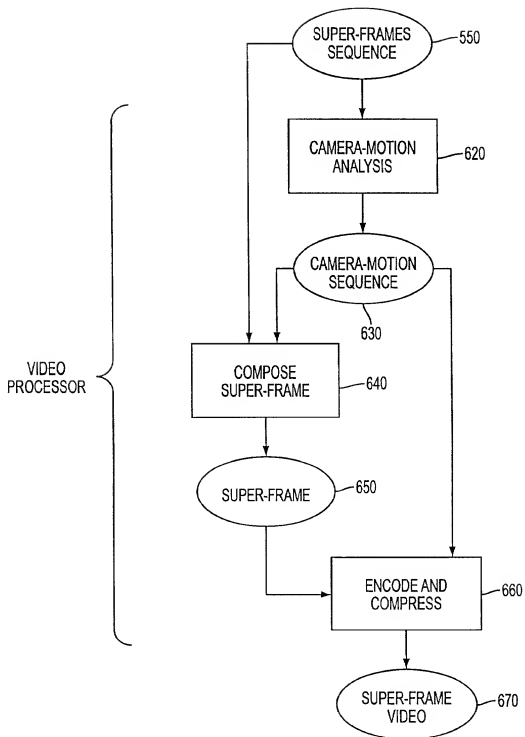 SUPER-FRAMES
SEQUENCE
550
CAMERA-MOTION
ANALYSIS
620
CAMERA-MOTION
SEQUENCE
630
VIDEO
PROCESSOR
COMPOSE
SUPER-FRAME
640
SUPER-FRAME
650
ENCODE AND
COMPRESS
660
SUPER-FRAME
VIDEO
670